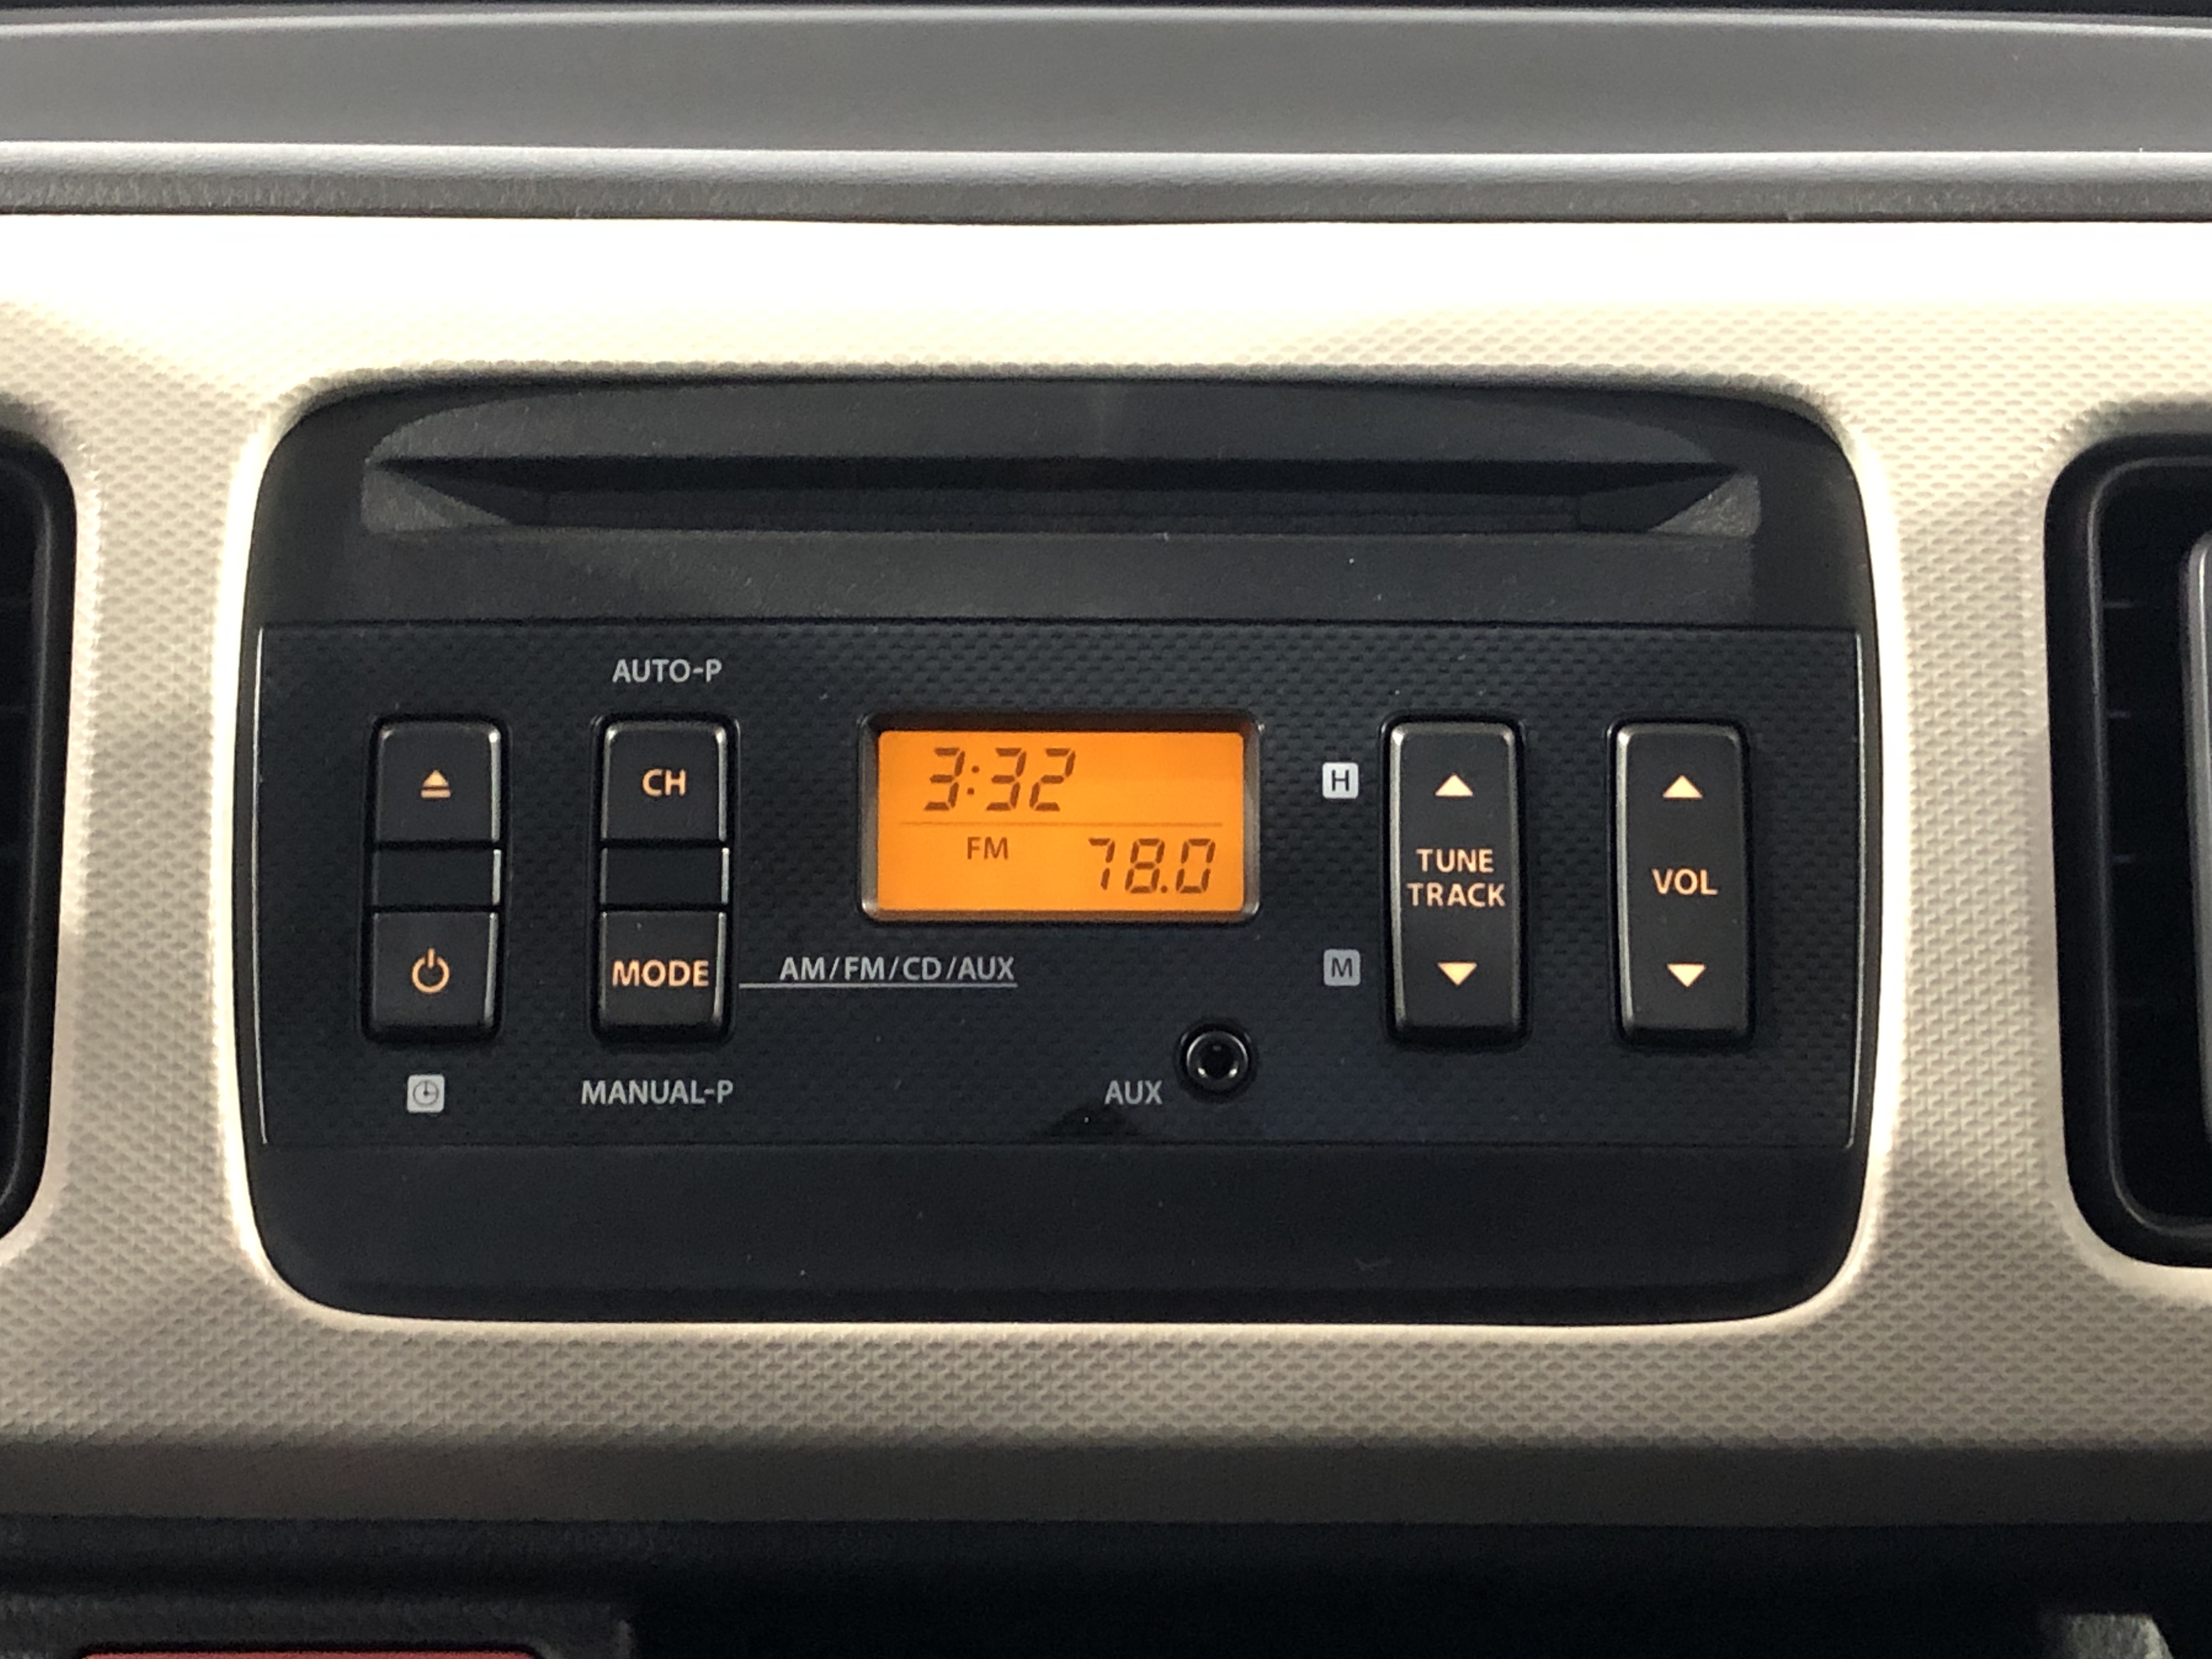 AUTO-P
CH
3:32
FM 78.0
H
TUNE
TRACK
VOL
MODE
AM/FM/CD/AUX
M
MANUAL-P
AUX